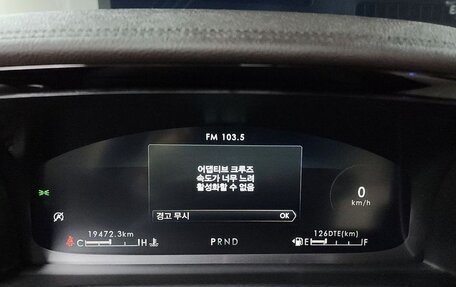 FM 103.5
어댑티브 크루즈
속도가 너무 느려
활성화할 수 없음
경고 무시 OK
0
km/h
19472.3km
C H
PRND
126DTE(km)
E F